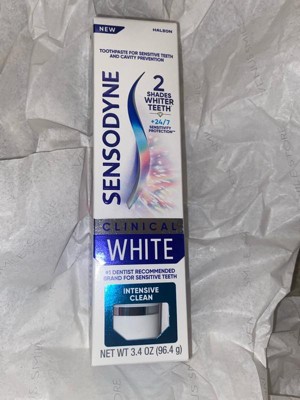 NEW
HALEON
TOOTHPASTE FOR SENSITIVE TEETH
AND CAVITY PREVENTION
SENSODYNE
2
SHADES
WHITER
TEETH*
+24/7
SENSITIVITY
PROTECTION**
CLINICAL
WHITE
#1 DENTIST RECOMMENDED
BRAND FOR SENSITIVE TEETH
INTENSIVE
CLEAN
NET WT 3.4 OZ (96.4 g)